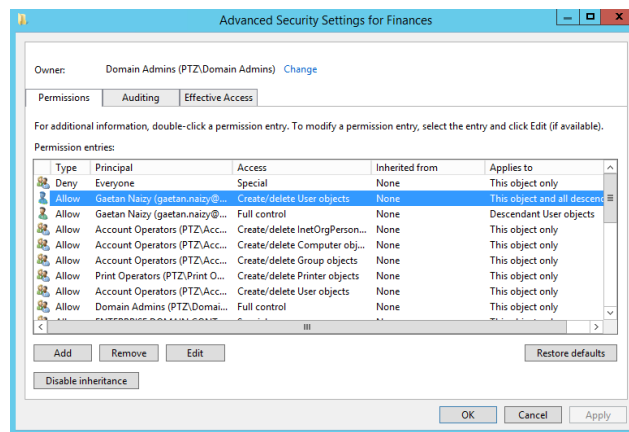 Advanced Security Settings for Finances
Owner: Domain Admins (PTZ\Domain Admins) Change
Permissions Auditing Effective Access
For additional information, double-click a permission entry. To modify a permission entry, select the entry and click Edit (if available).
Permission entries:
Type Principal Access Inherited from Applies to
Deny Everyone Special None This object only
Allow Gaetan Naizy (gaetan.naizy@... Create/delete User objects None This object and all descend
Allow Gaetan Naizy (gaetan.naizy@... Full control None Descendant User objects
Allow Account Operators (PTZ\Acc... Create/delete InetOrgPerson... None This object only
Allow Account Operators (PTZ\Acc... Create/delete Computer obj... None This object only
Allow Account Operators (PTZ\Acc... Create/delete Group objects None This object only
Allow Print Operators (PTZ\Print O... Create/delete Printer objects None This object only
Allow Account Operators (PTZ\Acc... Create/delete User objects None This object only
Allow Domain Admins (PTZ\Domai... Full control None This object only
Add Remove Edit Restore defaults
Disable inheritance
OK Cancel Apply